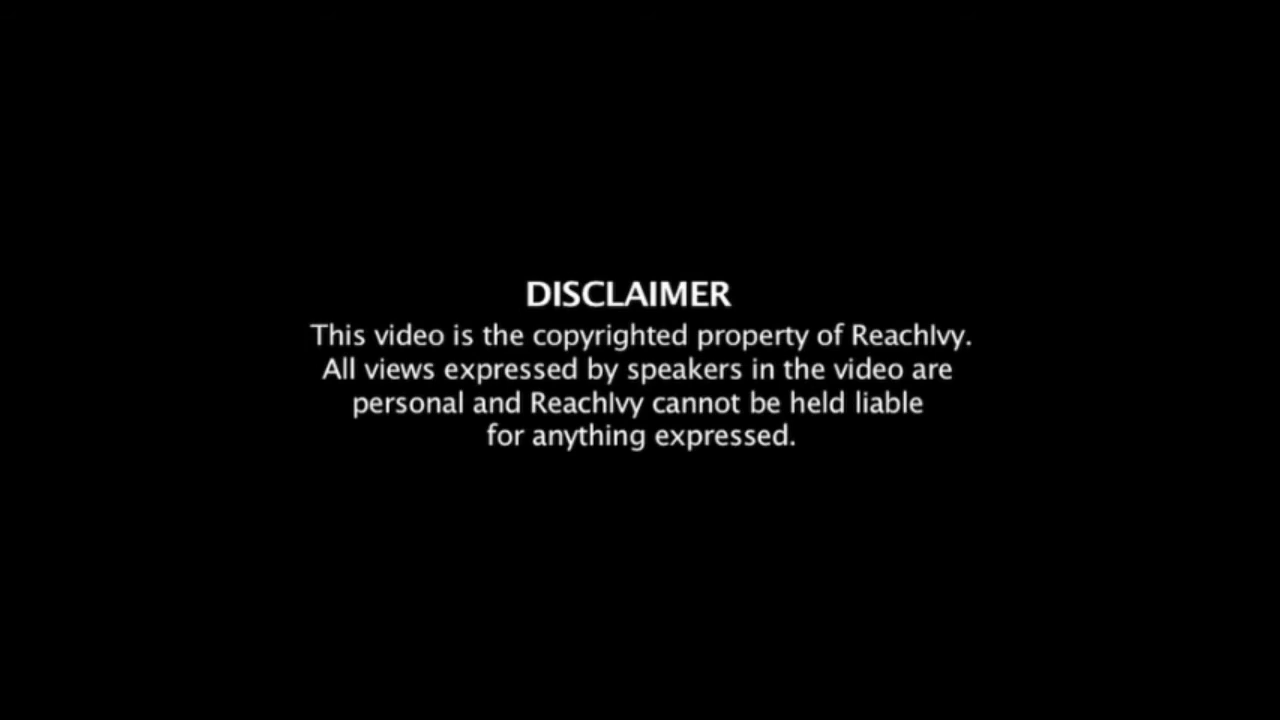 DISCLAIMER
This video is the copyrighted property of ReachIvy.
All views expressed by speakers in the video are
personal and ReachIvy cannot be held liable
for anything expressed.